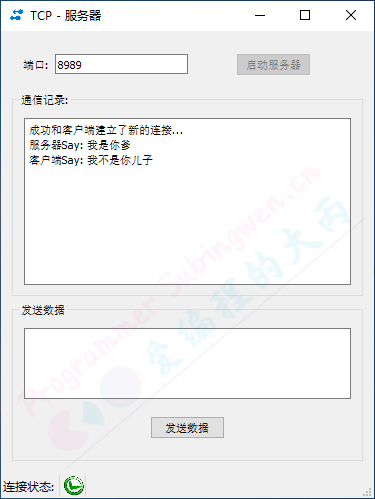 TCP - 服务器
端口: 8989 启动服务器
通信记录:
成功和客户端建立了新的连接...
服务器Say: 我是你爹
客户端Say: 我不是你儿子
发送数据
发送数据
连接状态:
Programmer Subingwen.cn
爱编程的大丙